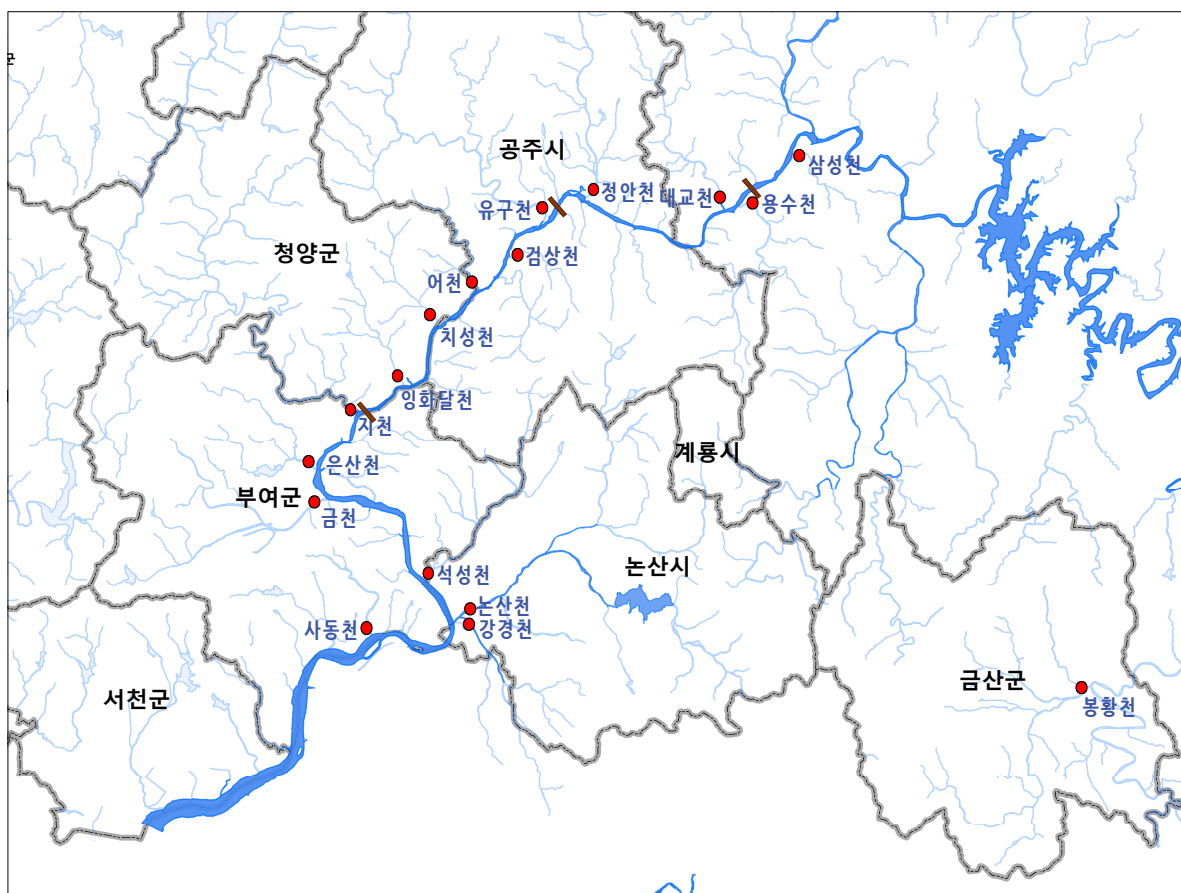 군
공주시
삼성천
정안천
대교천
용수천
유구천
청양군
검상천
어천
치성천
잉화달천
지천
계룡시
은산천
부여군
금천
석성천
논산시
논산천
강경천
사동천
서천군
금산군
봉황천